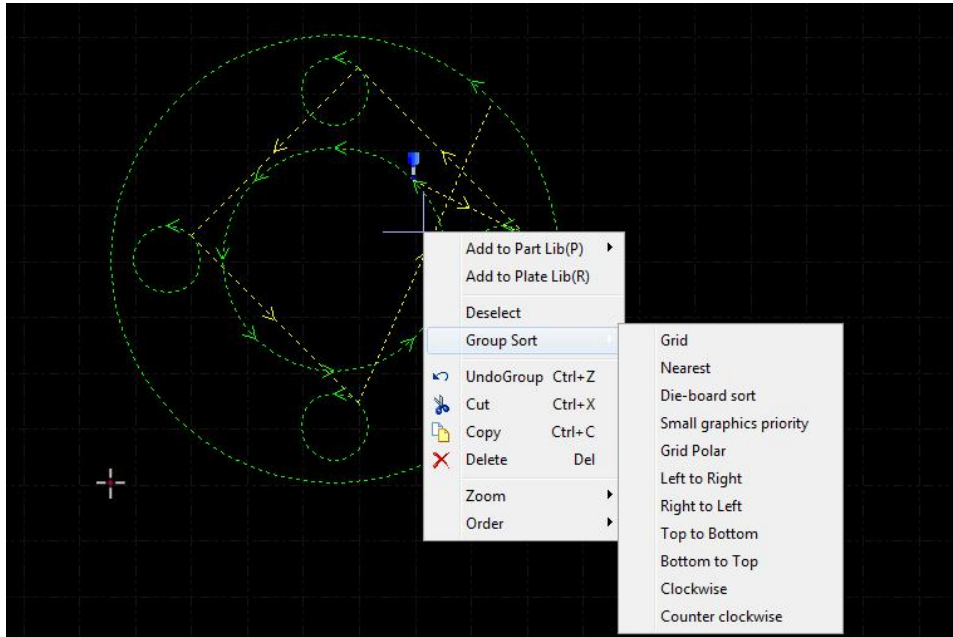 Add to Part Lib(P)
Add to Plate Lib(R)
Deselect
Group Sort
UndoGroup Ctrl+Z
Cut Ctrl+X
Copy Ctrl+C
Delete Del
Zoom
Order
Grid
Nearest
Die-board sort
Small graphics priority
Grid Polar
Left to Right
Right to Left
Top to Bottom
Bottom to Top
Clockwise
Counter clockwise